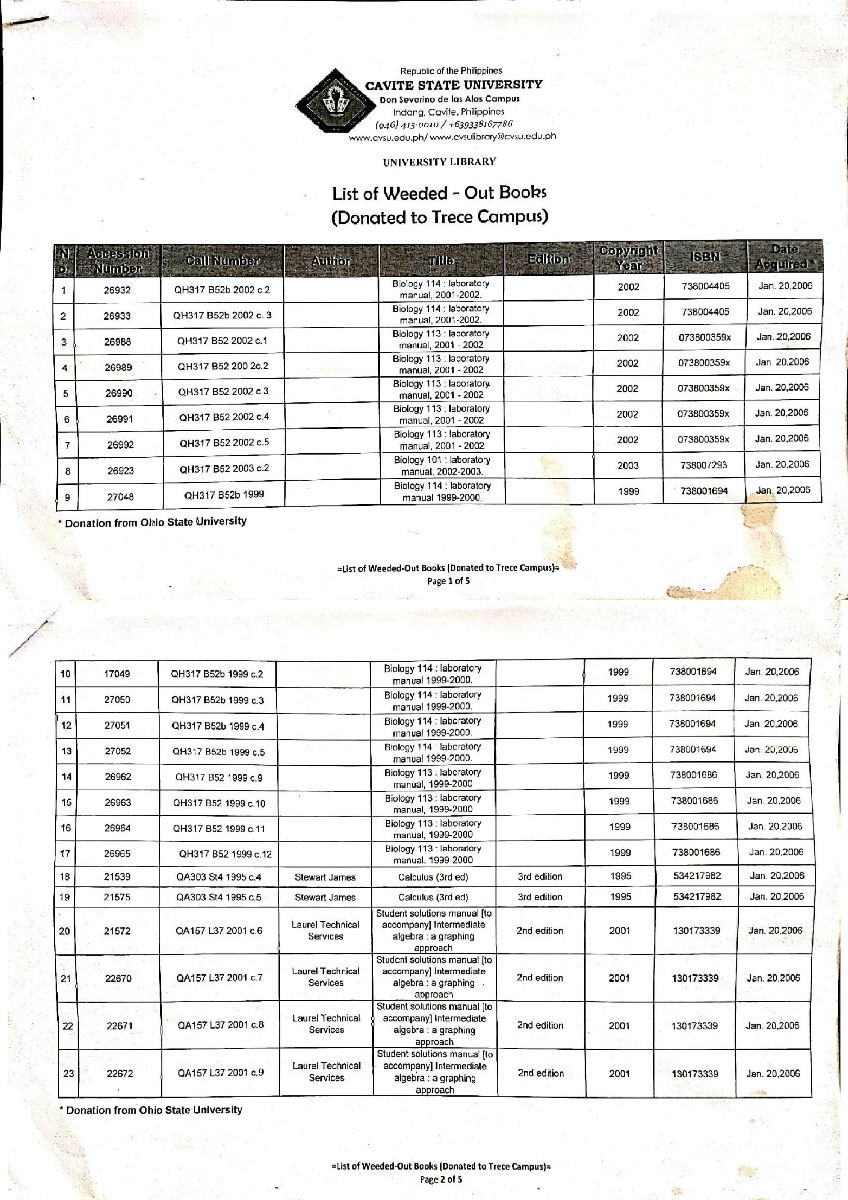 Republic of the Philippines
CAVITE STATE UNIVERSITY
Don Severino de las Alas Campus
Indang, Cavite, Philippines
(046) 415-0010 / +639338167786
www.cvsu.edu.ph/ www.cvsulibrary@cvsu.edu.ph
UNIVERSITY LIBRARY
List of Weeded - Out Books
(Donated to Trece Campus)
No. Accession Number Call Number Author Title Edition Copyright Year ISBN Date Acquired *
1 26932 QH317 B52b 2002 c.2 Biology 114 : laboratory manual, 2001-2002. 2002 738004405 Jan. 20,2006
2 26933 QH317 B52b 2002 c. 3 Biology 114 : laboratory manual, 2001-2002. 2002 738004405 Jan. 20,2006
3 26988 QH317 B52 2002 c.1 Biology 113 : laboratory manual, 2001 - 2002 2002 073800359x Jan. 20,2006
4 26989 QH317 B52 200 2c.2 Biology 113 : laboratory manual, 2001 - 2002 2002 073800359x Jan. 20,2006
5 26990 QH317 B52 2002 c.3 Biology 113 : laboratory manual, 2001 - 2002 2002 073800359x Jan. 20,2006
6 26991 QH317 B52 2002 c.4 Biology 113 : laboratory manual, 2001 - 2002 2002 073800359x Jan. 20,2006
7 26992 QH317 B52 2002 c.5 Biology 113 : laboratory manual, 2001 - 2002 2002 073800359x Jan. 20,2006
8 26923 QH317 B52 2003 c.2 Biology 101 : laboratory manual, 2002-2003. 2003 738007293 Jan. 20,2006
9 27048 QH317 B52b 1999 Biology 114 : laboratory manual 1999-2000. 1999 738001694 Jan. 20,2006
* Donation from Ohio State University
=List of Weeded-Out Books (Donated to Trece Campus)=
Page 1 of 5
10 17049 QH317 B52b 1999 c.2 Biology 114 : laboratory manual 1999-2000. 1999 738001694 Jan. 20,2006
11 27050 QH317 B52b 1999 c.3 Biology 114 : laboratory manual 1999-2000. 1999 738001694 Jan. 20,2006
12 27051 QH317 B52b 1999 c.4 Biology 114 : laboratory manual 1999-2000. 1999 738001694 Jan. 20,2006
13 27052 QH317 B52b 1999 c.5 Biology 114 : laboratory manual 1999-2000. 1999 738001694 Jan. 20,2006
14 26962 QH317 B52 1999 c.9 Biology 113 : laboratory manual, 1999-2000 1999 738001686 Jan. 20,2006
15 26963 QH317 B52 1999 c.10 Biology 113 : laboratory manual, 1999-2000 1999 738001686 Jan. 20,2006
16 26964 QH317 B52 1999 c.11 Biology 113 : laboratory manual, 1999-2000 1999 738001686 Jan. 20,2006
17 26965 QH317 B52 1999 c.12 Biology 113 : laboratory manual, 1999-2000 1999 738001686 Jan. 20,2006
18 21539 QA303 St4 1995 c.4 Stewart James Calculus (3rd ed) 3rd edition 1995 534217982 Jan. 20,2006
19 21575 QA303 St4 1995 c.5 Stewart James Calculus (3rd ed) 3rd edition 1995 534217982 Jan. 20,2006
20 21572 QA157 L37 2001 c.6 Laurel Technical Services Student solutions manual [to accompany] Intermediate algebra : a graphing approach 2nd edition 2001 130173339 Jan. 20,2006
21 22670 QA157 L37 2001 c.7 Laurel Technical Services Student solutions manual [to accompany] Intermediate algebra : a graphing approach 2nd edition 2001 130173339 Jan. 20,2006
22 22671 QA157 L37 2001 c.8 Laurel Technical Services Student solutions manual [to accompany] Intermediate algebra : a graphing approach 2nd edition 2001 130173339 Jan. 20,2006
23 22672 QA157 L37 2001 c.9 Laurel Technical Services Student solutions manual [to accompany] Intermediate algebra : a graphing approach 2nd edition 2001 130173339 Jan. 20,2006
* Donation from Ohio State University
=List of Weeded-Out Books (Donated to Trece Campus)=
Page 2 of 5